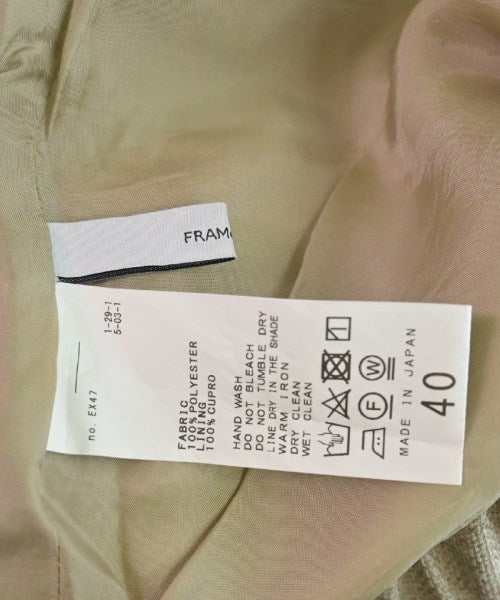 FRAM
1-29-1
5-03-1
no. EX47
FABRIC
100% POLYESTER
LINING
100% CUPRO
HAND WASH
DO NOT BLEACH
DO NOT TUMBLE DRY
LINE DRY IN THE SHADE
WARM IRON
DRY CLEAN
WET CLEAN
F W
MADE IN JAPAN
40